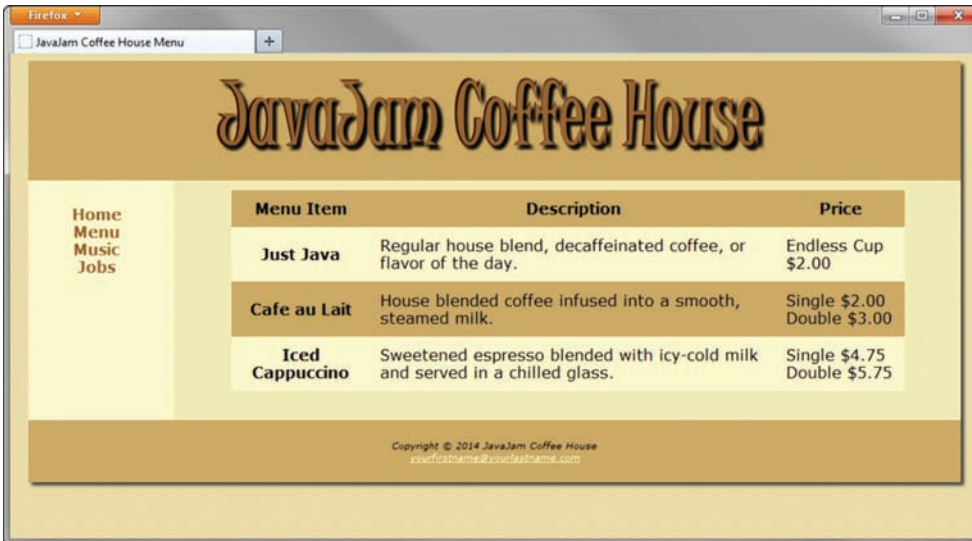 Firefox
JavaJam Coffee House Menu
+
JavaJam Coffee House
Home
Menu
Music
Jobs
Menu Item Description Price
Just Java
Regular house blend, decaffeinated coffee, or
flavor of the day.
Endless Cup
$2.00
Cafe au Lait
House blended coffee infused into a smooth,
steamed milk.
Single $2.00
Double $3.00
Iced
Cappuccino
Sweetened espresso blended with icy-cold milk
and served in a chilled glass.
Single $4.75
Double $5.75
Copyright © 2014 JavaJam Coffee House
yourfirstname@yourlastname.com